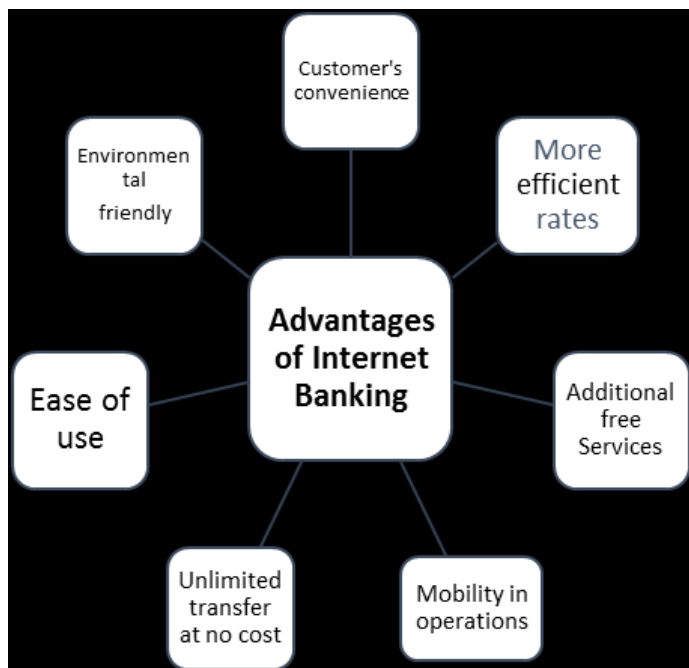 Customer's
convenience
More
efficient
rates
Environmen
tal
friendly
Advantages
of Internet
Banking
Ease of
use
Additional
free
Services
Unlimited
transfer
at no cost
Mobility in
operations